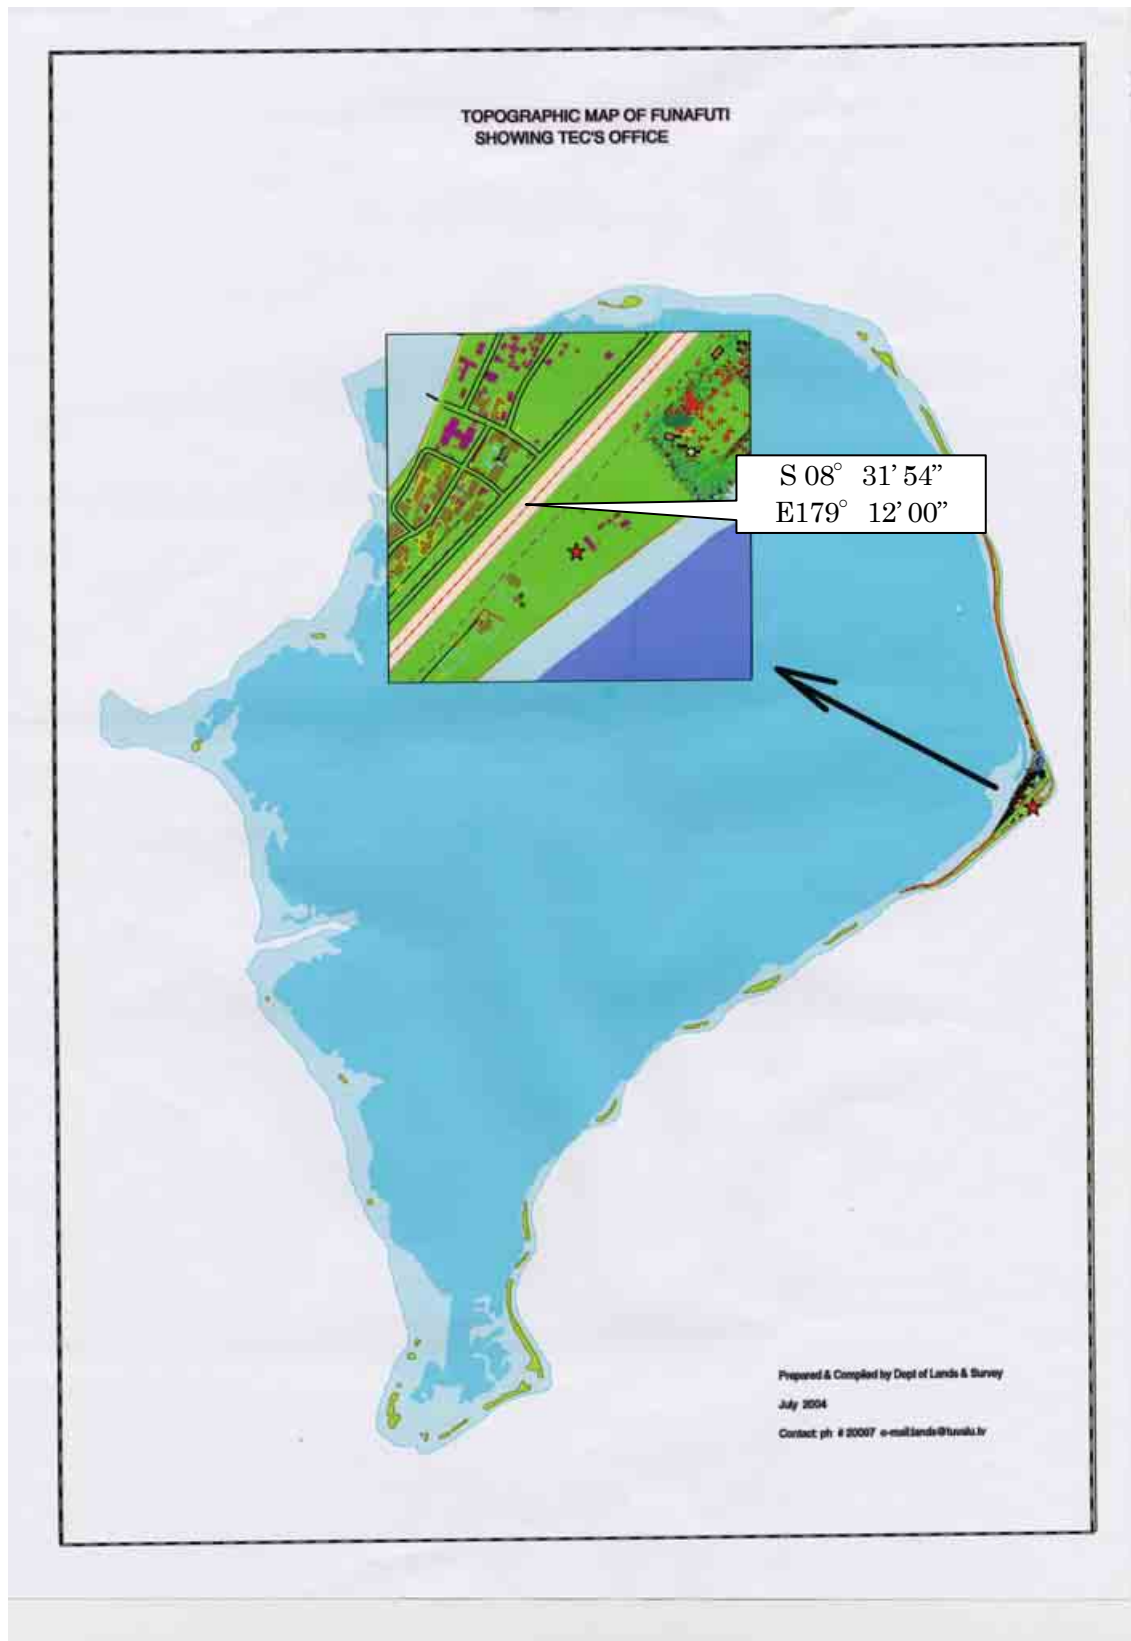 TOPOGRAPHIC MAP OF FUNAFUTI
SHOWING TEC'S OFFICE
S 08° 31’ 54”
E179° 12’ 00”
Prepared & Compiled by Dept of Lands & Survey
July 2004
Contact ph # 20097 e-mail:lands@tuvalu.tv